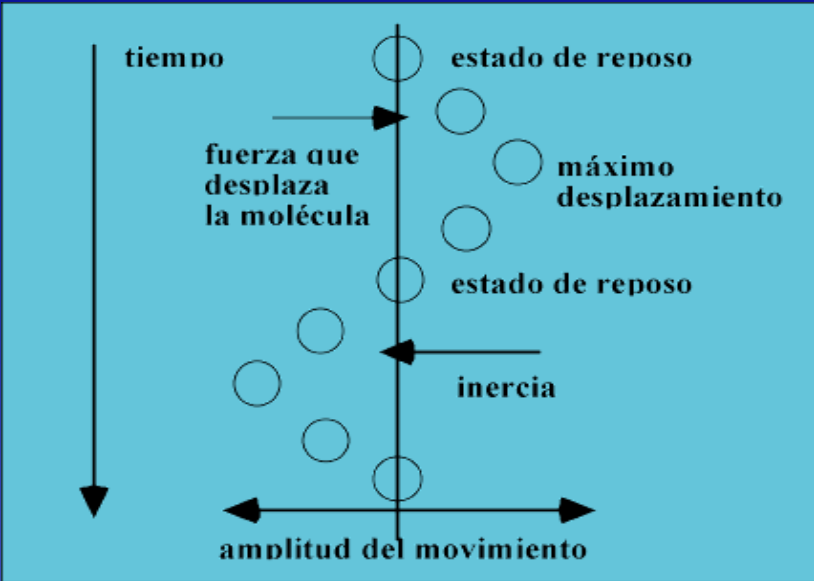 tiempo
estado de reposo
fuerza que
desplaza
la molécula
máximo
desplazamiento
estado de reposo
inercia
amplitud del movimiento